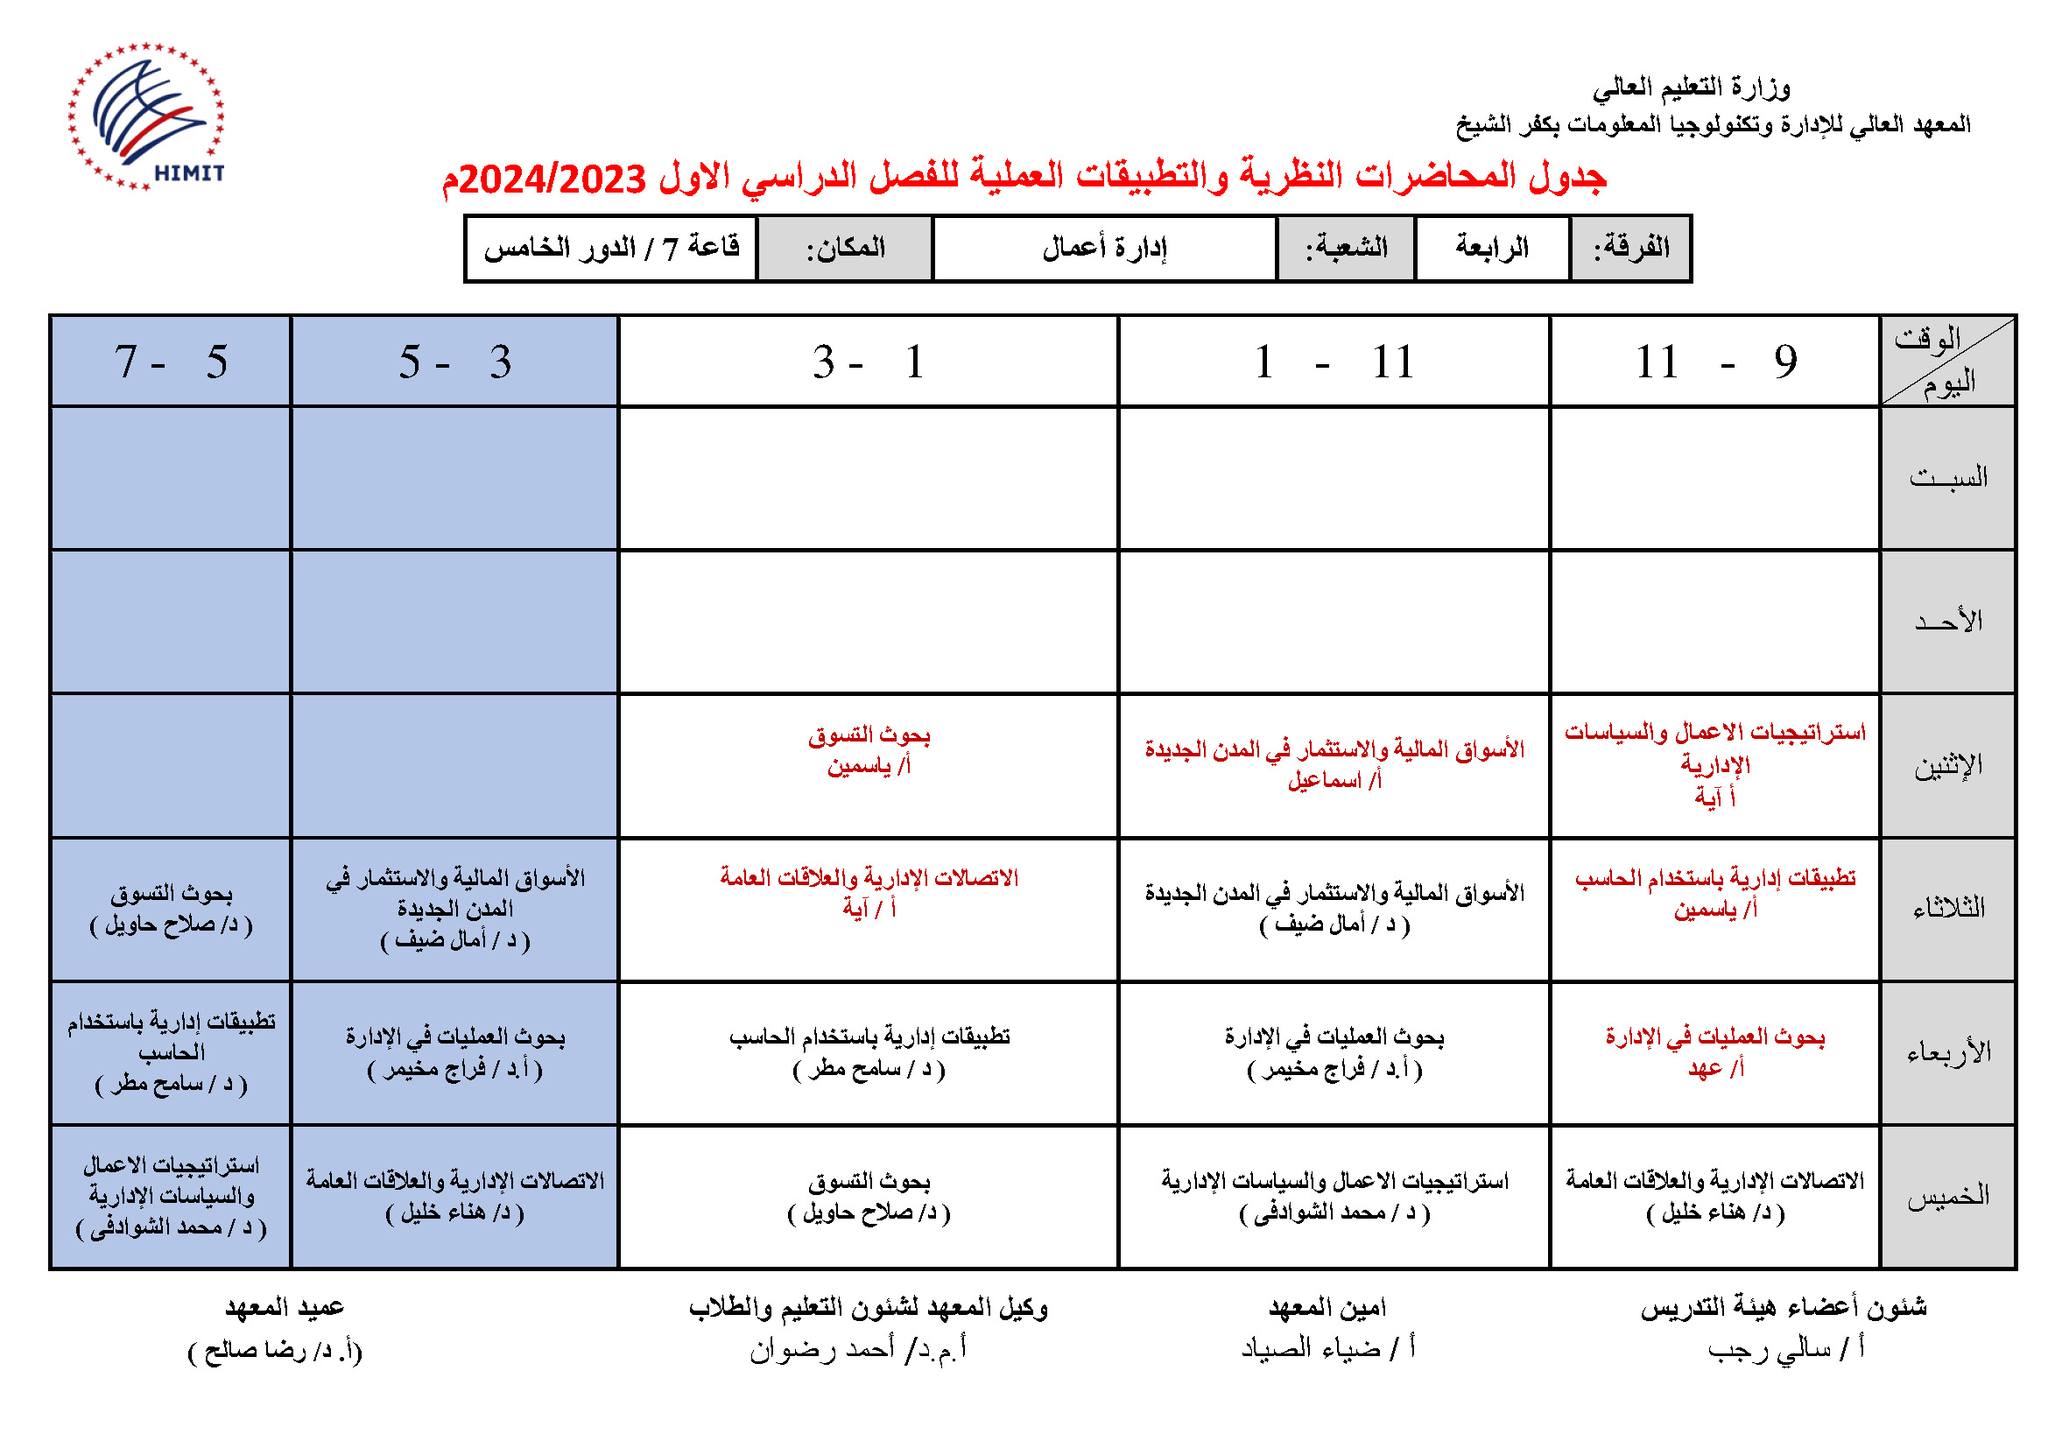 HIMIT
وزارة التعليم العالي
المعهد العالي للإدارة وتكنولوجيا المعلومات بكفر الشيخ
جدول المحاضرات النظرية والتطبيقات العملية للفصل الدراسي الاول 2024/2023م
الفرقة: الرابعة الشعبة: إدارة أعمال المكان: قاعة 7 / الدور الخامس
الوقت
اليوم
9 - 11
11 - 1
1 - 3
3 - 5
5 - 7
السبــت
الأحــد
الإثنين
استراتيجيات الاعمال والسياسات
الإدارية
أ آية
الأسواق المالية والاستثمار في المدن الجديدة
أ/ اسماعيل
بحوث التسوق
أ/ ياسمين
الثلاثاء
تطبيقات إدارية باستخدام الحاسب
أ/ ياسمين
الأسواق المالية والاستثمار في المدن الجديدة
( د / أمال ضيف )
الاتصالات الإدارية والعلاقات العامة
أ / آية
الأسواق المالية والاستثمار في
المدن الجديدة
( د / أمال ضيف )
بحوث التسوق
( د/ صلاح حاويل )
الأربعاء
بحوث العمليات في الإدارة
أ/ عهد
بحوث العمليات في الإدارة
( أ.د / فراج مخيمر )
تطبيقات إدارية باستخدام الحاسب
( د / سامح مطر )
بحوث العمليات في الإدارة
( أ.د / فراج مخيمر )
تطبيقات إدارية باستخدام
الحاسب
( د / سامح مطر )
الخميس
الاتصالات الإدارية والعلاقات العامة
( د/ هناء خليل )
استراتيجيات الاعمال والسياسات الإدارية
( د / محمد الشوادفى )
بحوث التسوق
( د/ صلاح حاويل )
الاتصالات الإدارية والعلاقات العامة
( د/ هناء خليل )
استراتيجيات الاعمال
والسياسات الإدارية
( د / محمد الشوادفى )
شئون أعضاء هيئة التدريس
أ / سالي رجب
امين المعهد
أ / ضياء الصياد
وكيل المعهد لشئون التعليم والطلاب
أ.م.د/ أحمد رضوان
عميد المعهد
(أ. د/ رضا صالح )